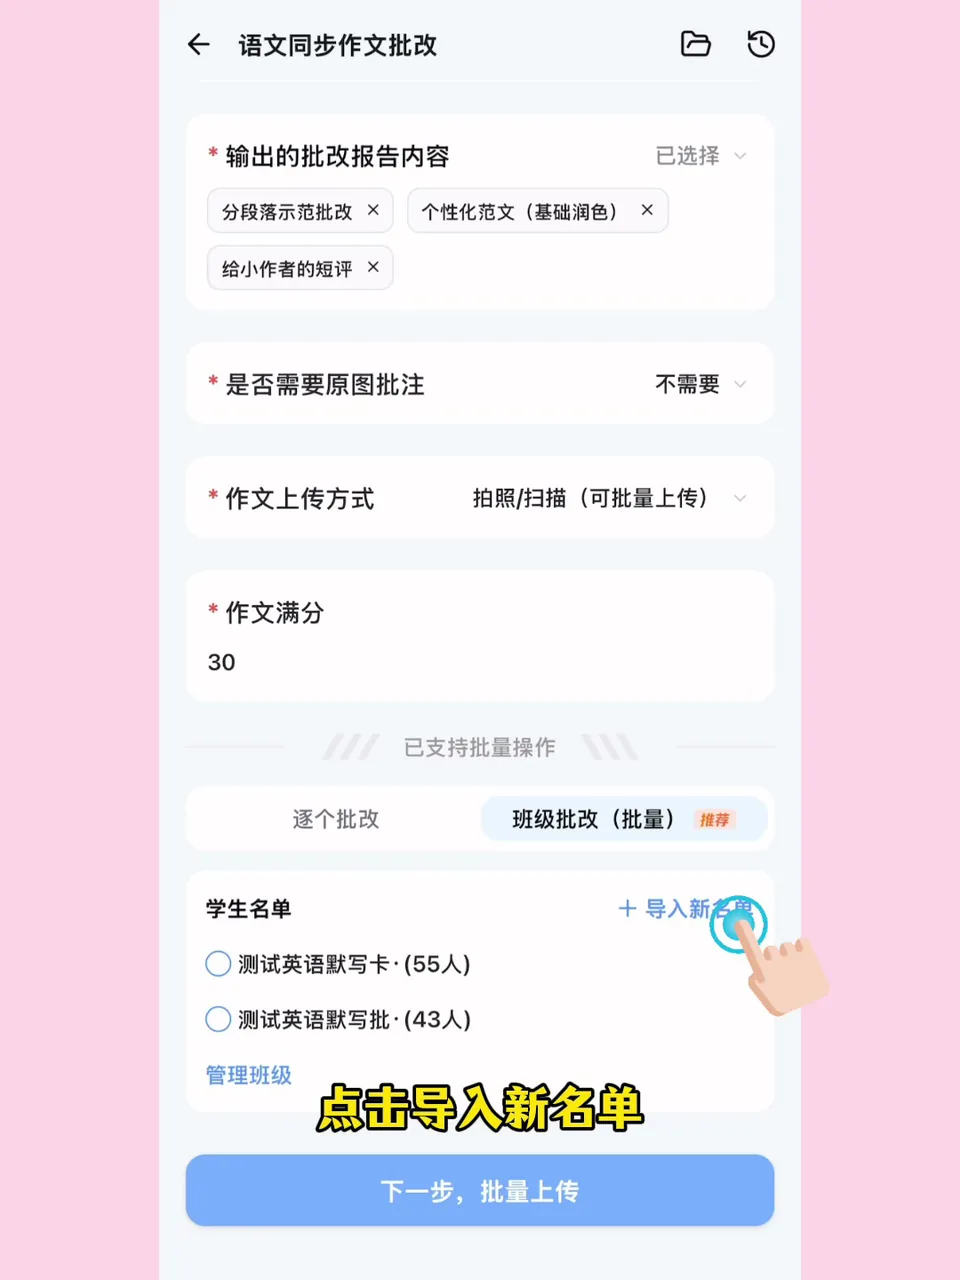 语文同步作文批改
* 输出的批改报告内容 已选择
分段落示范批改 × 个性化范文（基础润色） ×
给小作者的短评 ×
* 是否需要原图批注 不需要
* 作文上传方式 拍照/扫描（可批量上传）
* 作文满分
30
已支持批量操作
逐个批改 班级批改（批量） 推荐
学生名单 + 导入新名单
测试英语默写卡·(55人)
测试英语默写批·(43人)
管理班级
点击导入新名单
下一步，批量上传